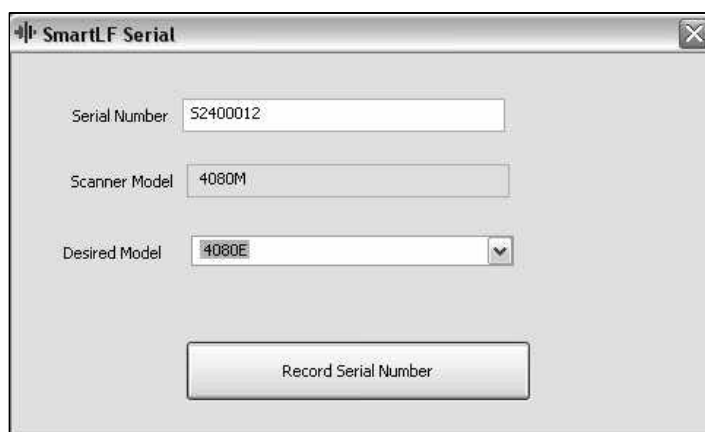 SmartLF Serial
Serial Number S2400012
Scanner Model 4080M
Desired Model 4080E
Record Serial Number